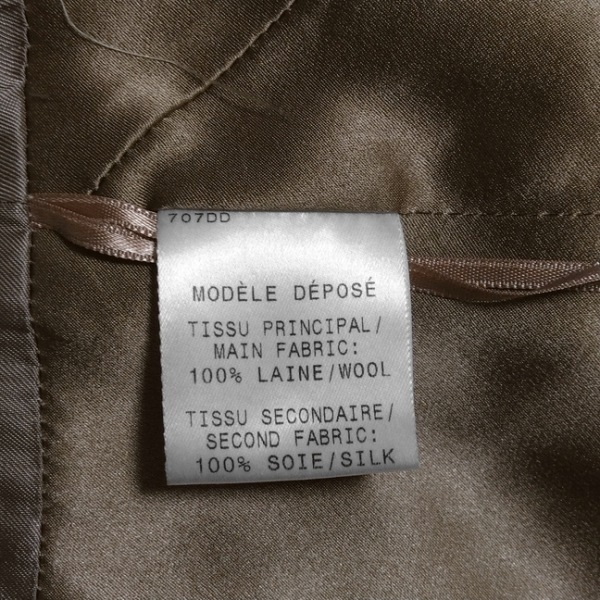 707DD
MODÈLE DÉPOSÉ
TISSU PRINCIPAL/
MAIN FABRIC:
100% LAINE/WOOL
TISSU SECONDAIRE/
SECOND FABRIC:
100% SOIE/SILK